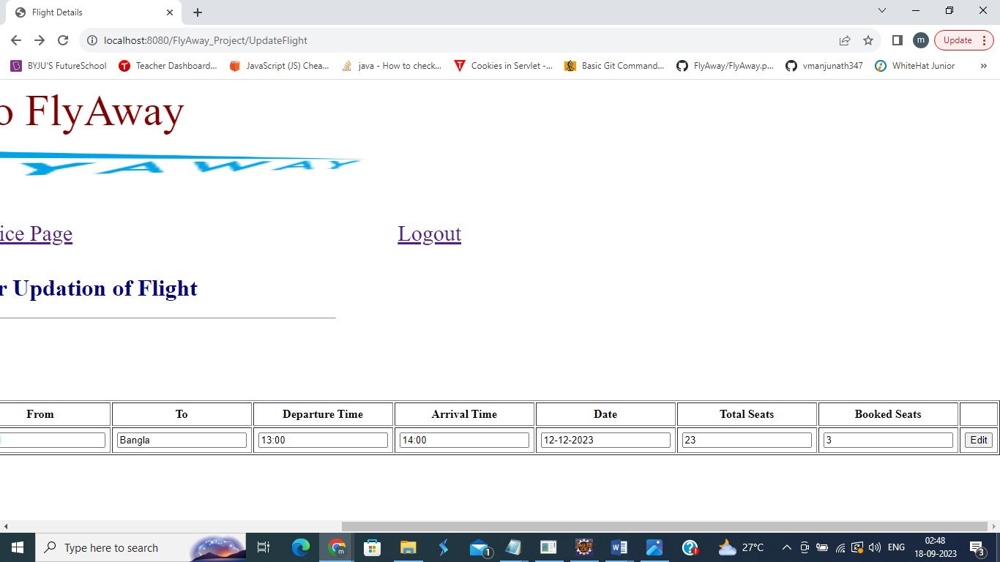 Flight Details
localhost:8080/FlyAway_Project/UpdateFlight
m
Update
BYJU'S FutureSchool Teacher Dashboard... JavaScript (JS) Chea... java - How to check... Cookies in Servlet -... Basic Git Command... FlyAway/FlyAway.p... vmanjunath347 WhiteHat Junior »
o FlyAway
YAWAY
ice Page Logout
r Updation of Flight
From To Departure Time Arrival Time Date Total Seats Booked Seats
i Bangla 13:00 14:00 12-12-2023 23 3 Edit
Type here to search
1
27°C
ENG
02:48
18-09-2023
3